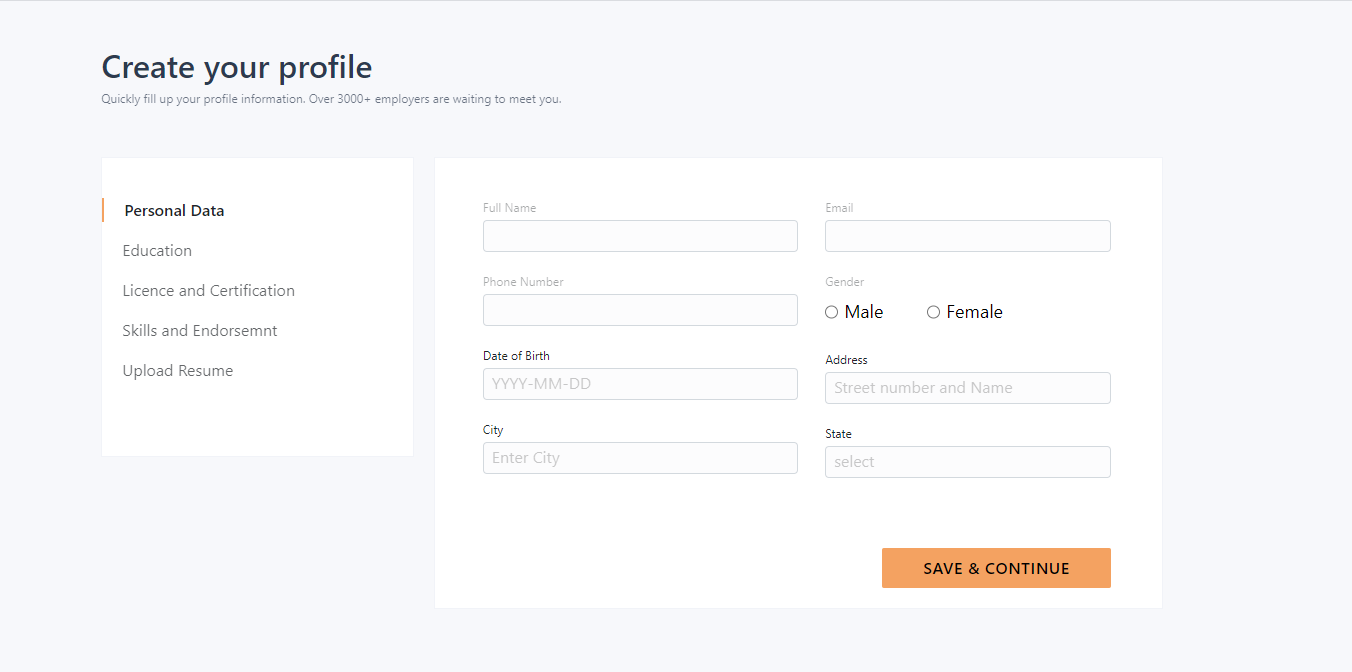 Create your profile
Quickly fill up your profile information. Over 3000+ employers are waiting to meet you.
Personal Data
Education
Licence and Certification
Skills and Endorsemnt
Upload Resume
Full Name
Email
Phone Number
Gender
Male
Female
Date of Birth
YYYY-MM-DD
Address
Street number and Name
City
Enter City
State
select
SAVE & CONTINUE